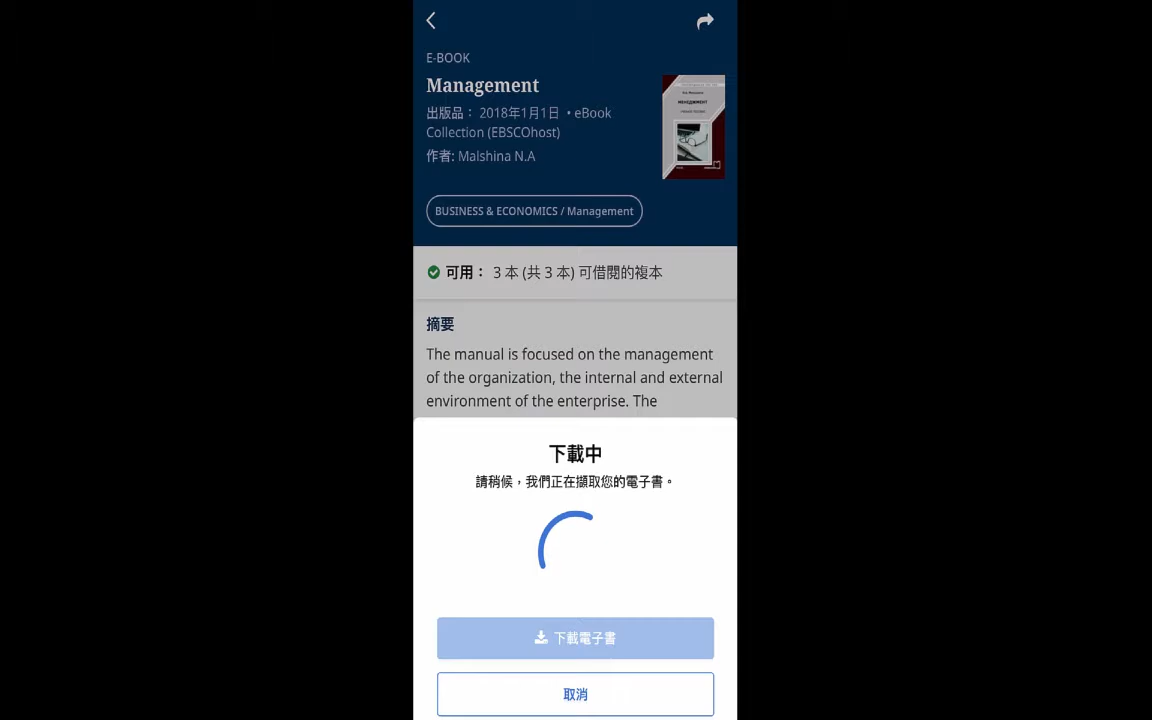 E-BOOK
Management
出版品： 2018年1月1日 • eBook
Collection (EBSCOhost)
作者: Malshina N.A
BUSINESS & ECONOMICS / Management
МЕНЕДЖМЕНТ
可用： 3 本 (共 3 本) 可借閱的複本
摘要
The manual is focused on the management
of the organization, the internal and external
environment of the enterprise. The
下載中
請稍候，我們正在擷取您的電子書。
下載電子書
取消